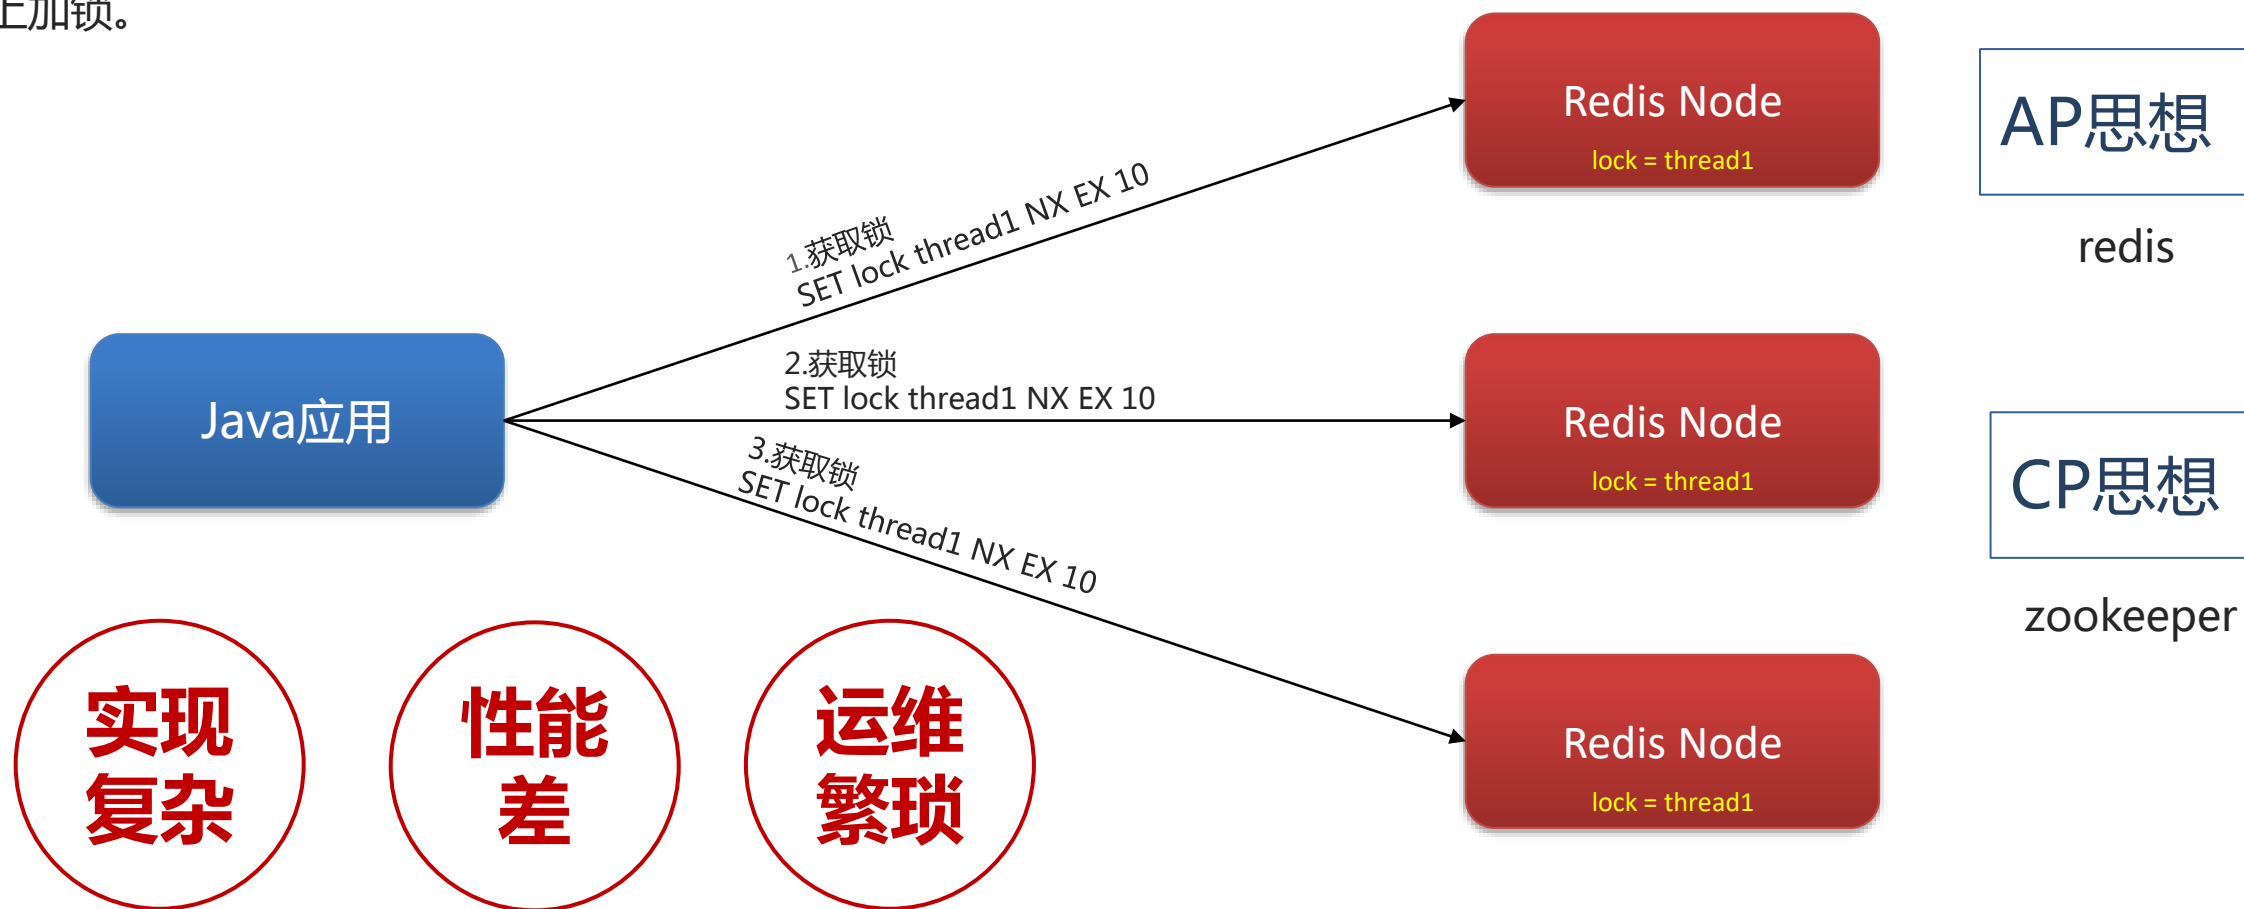 上加锁。
Redis Node
lock = thread1
AP思想
redis
1.获取锁
SET lock thread1 NX EX 10
Java应用
2.获取锁
SET lock thread1 NX EX 10
Redis Node
lock = thread1
CP思想
zookeeper
3.获取锁
SET lock thread1 NX EX 10
Redis Node
lock = thread1
实现
复杂
性能
差
运维
繁琐